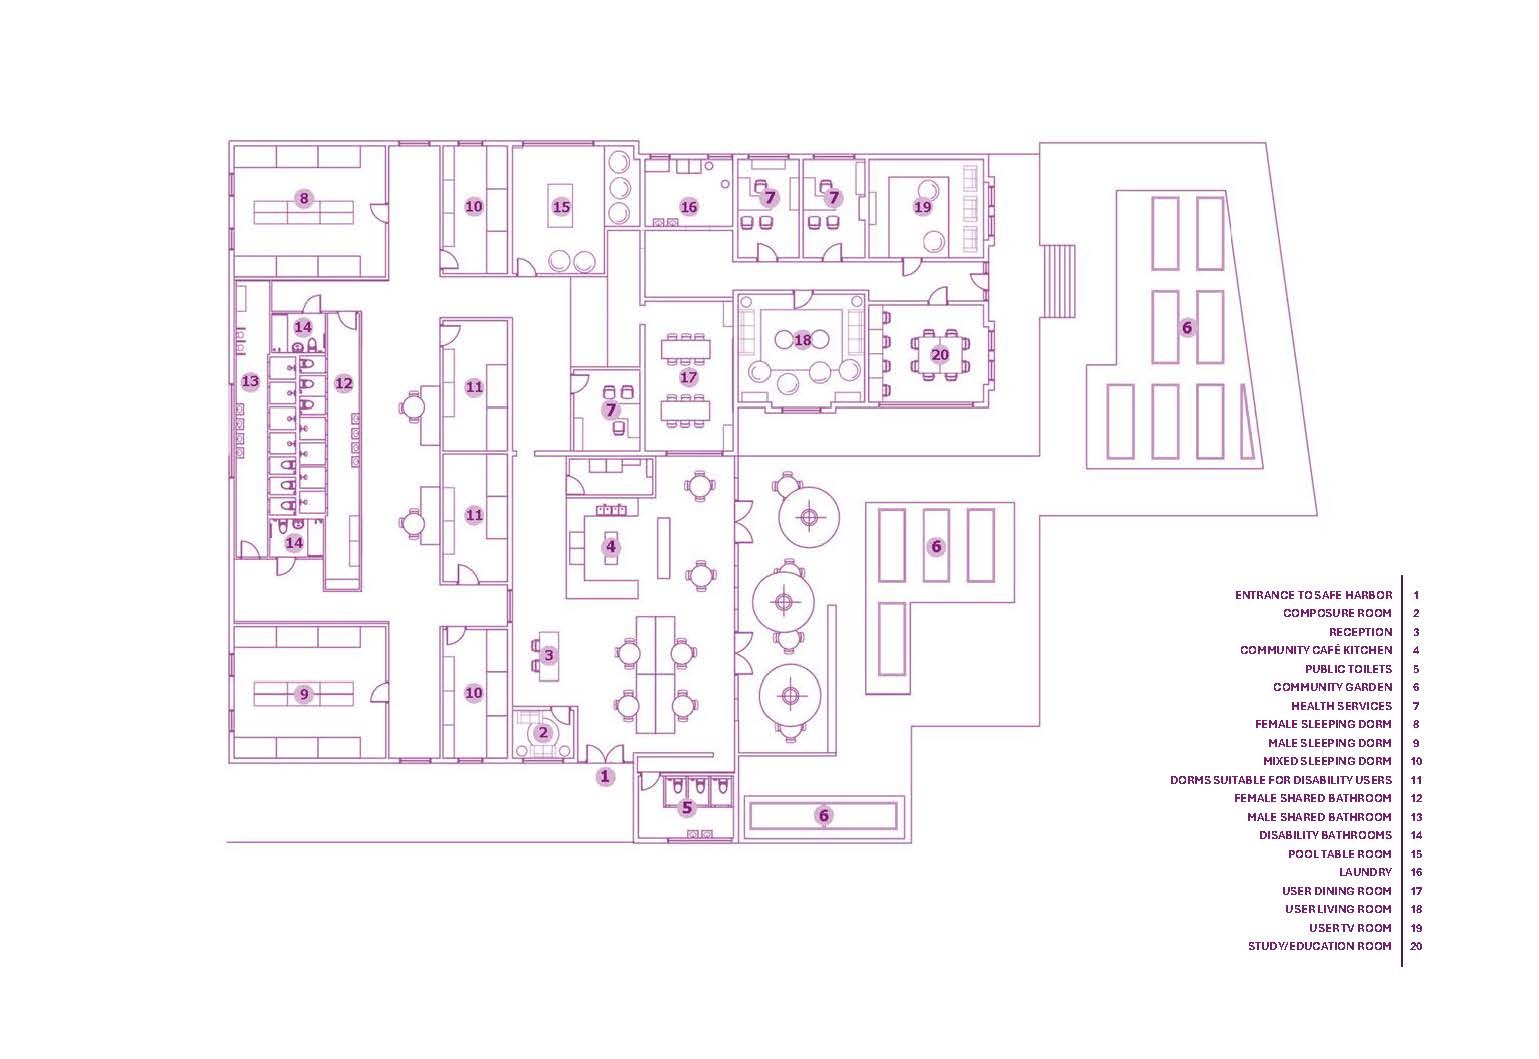 8
10
15
16
7
7
19
6
14
13
12
11
7
17
18
20
14
11
4
6
9
10
3
2
1
5
6
ENTRANCE TO SAFE HARBOR 1
COMPOSURE ROOM 2
RECEPTION 3
COMMUNITY CAFÉ KITCHEN 4
PUBLIC TOILETS 5
COMMUNITY GARDEN 6
HEALTH SERVICES 7
FEMALE SLEEPING DORM 8
MALE SLEEPING DORM 9
MIXED SLEEPING DORM 10
DORMS SUITABLE FOR DISABILITY USERS 11
FEMALE SHARED BATHROOM 12
MALE SHARED BATHROOM 13
DISABILITY BATHROOMS 14
POOL TABLE ROOM 15
LAUNDRY 16
USER DINING ROOM 17
USER LIVING ROOM 18
USER TV ROOM 19
STUDY/EDUCATION ROOM 20